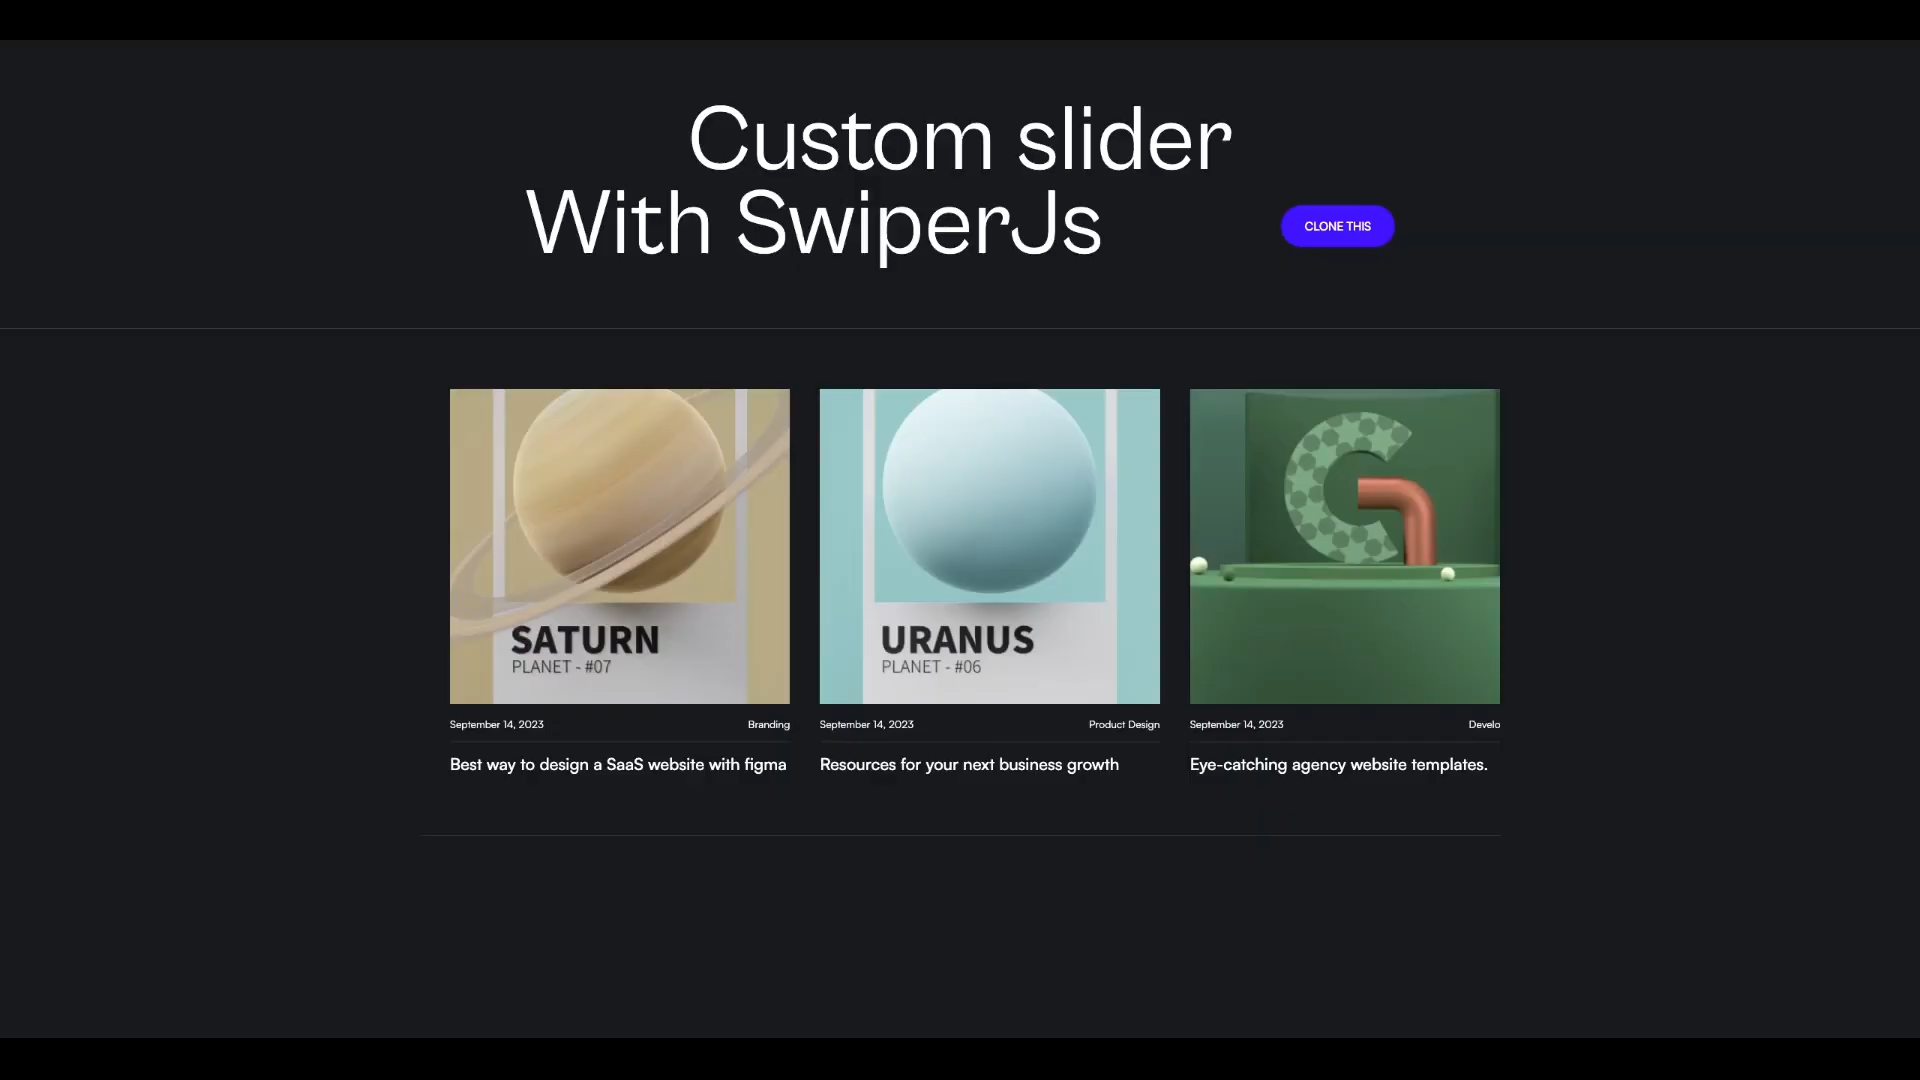 Custom slider
With SwiperJs
CLONE THIS
SATURN
PLANET - #07
URANUS
PLANET - #06
September 14, 2023
Branding
September 14, 2023
Product Design
September 14, 2023
Develo
Best way to design a SaaS website with figma
Resources for your next business growth
Eye-catching agency website templates.